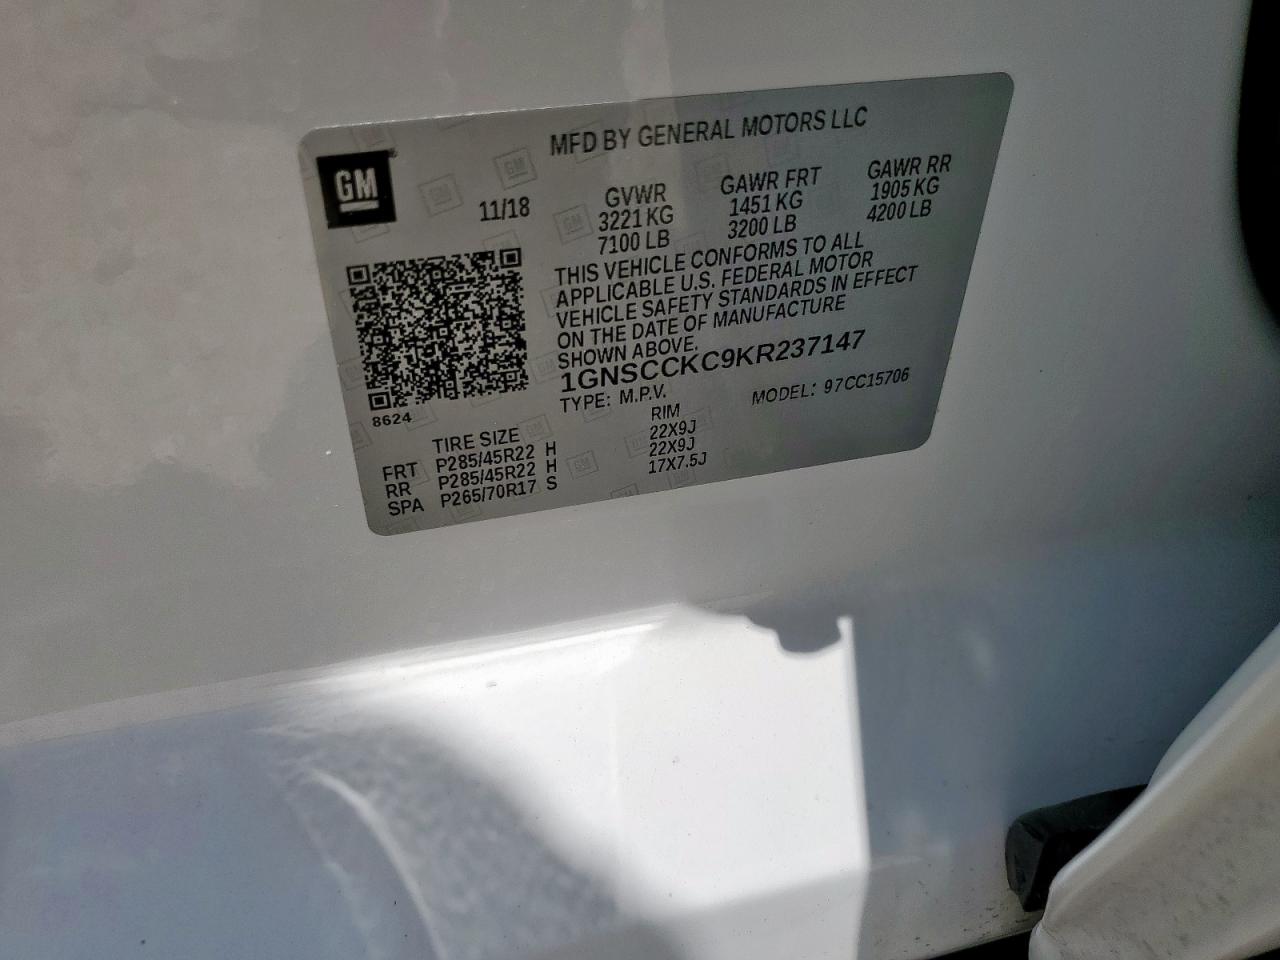 MFD BY GENERAL MOTORS LLC
GM
11/18
GVWR
3221 KG
7100 LB
GAWR FRT
1451 KG
3200 LB
GAWR RR
1905 KG
4200 LB
THIS VEHICLE CONFORMS TO ALL
APPLICABLE U.S. FEDERAL MOTOR
VEHICLE SAFETY STANDARDS IN EFFECT
ON THE DATE OF MANUFACTURE
SHOWN ABOVE.
1GNSCCKC9KR237147
TYPE: M.P.V. MODEL: 97CC15706
8624
TIRE SIZE RIM
FRT P285/45R22 H 22X9J
RR P285/45R22 H 22X9J
SPA P265/70R17 S 17X7.5J